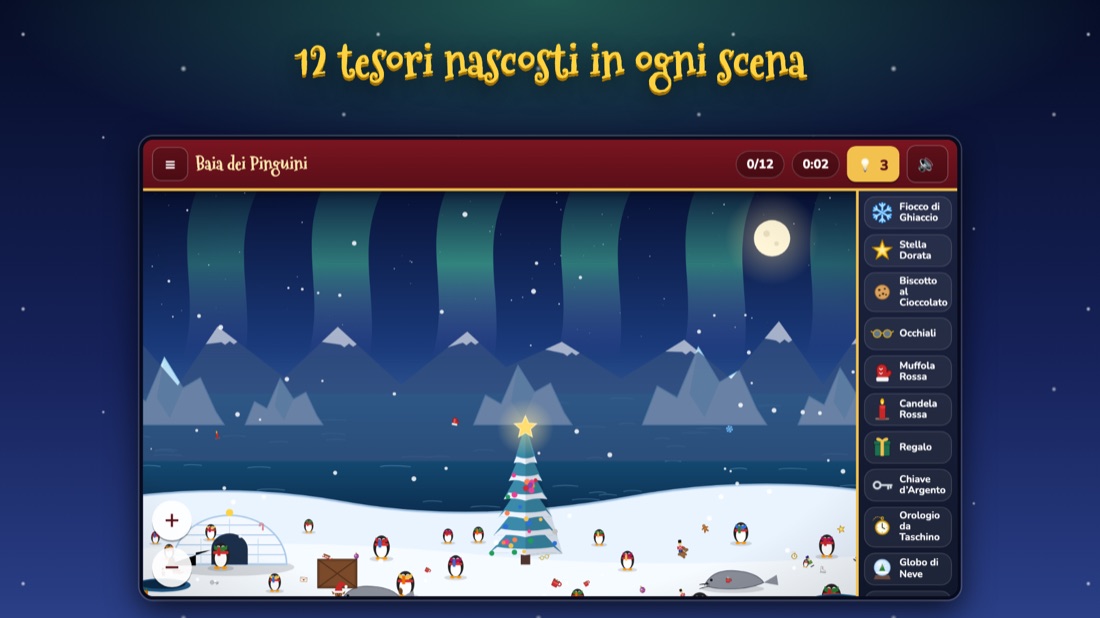 12 tesori nascosti in ogni scena
Baia dei Pinguini
0/12
0:02
3
Fiocco di
Ghiaccio
Stella
Dorata
Biscotto
al
Cioccolato
Occhiali
Muffola
Rossa
Candela
Rossa
Regalo
Chiave
d'Argento
Orologio
da
Taschino
Globo di
Neve